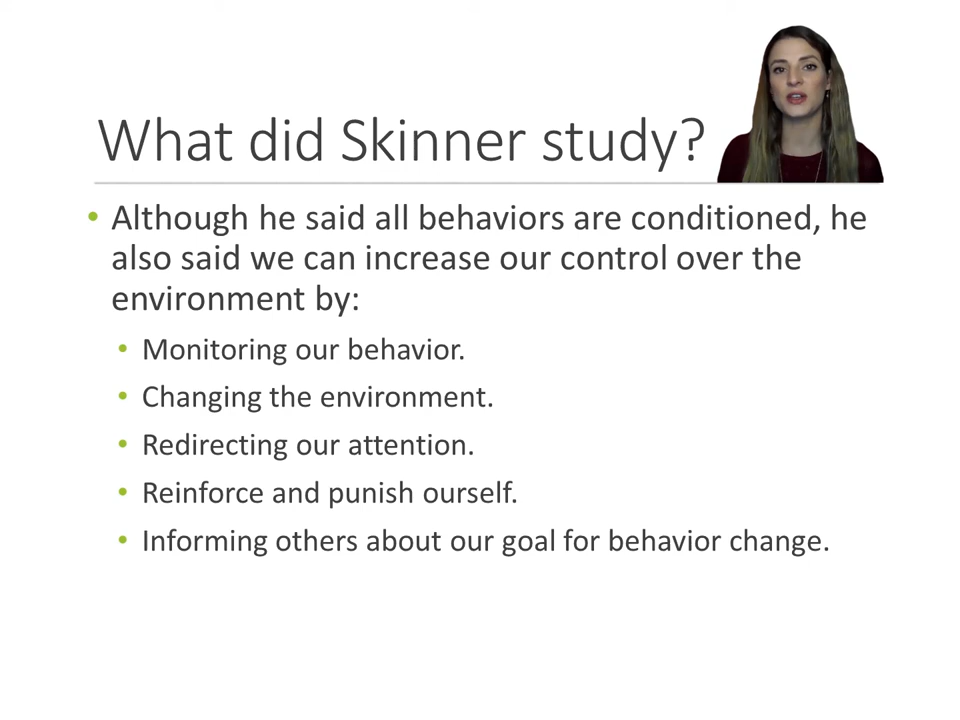 What did Skinner study?
• Although he said all behaviors are conditioned, he
also said we can increase our control over the
environment by:
• Monitoring our behavior.
• Changing the environment.
• Redirecting our attention.
• Reinforce and punish ourself.
• Informing others about our goal for behavior change.